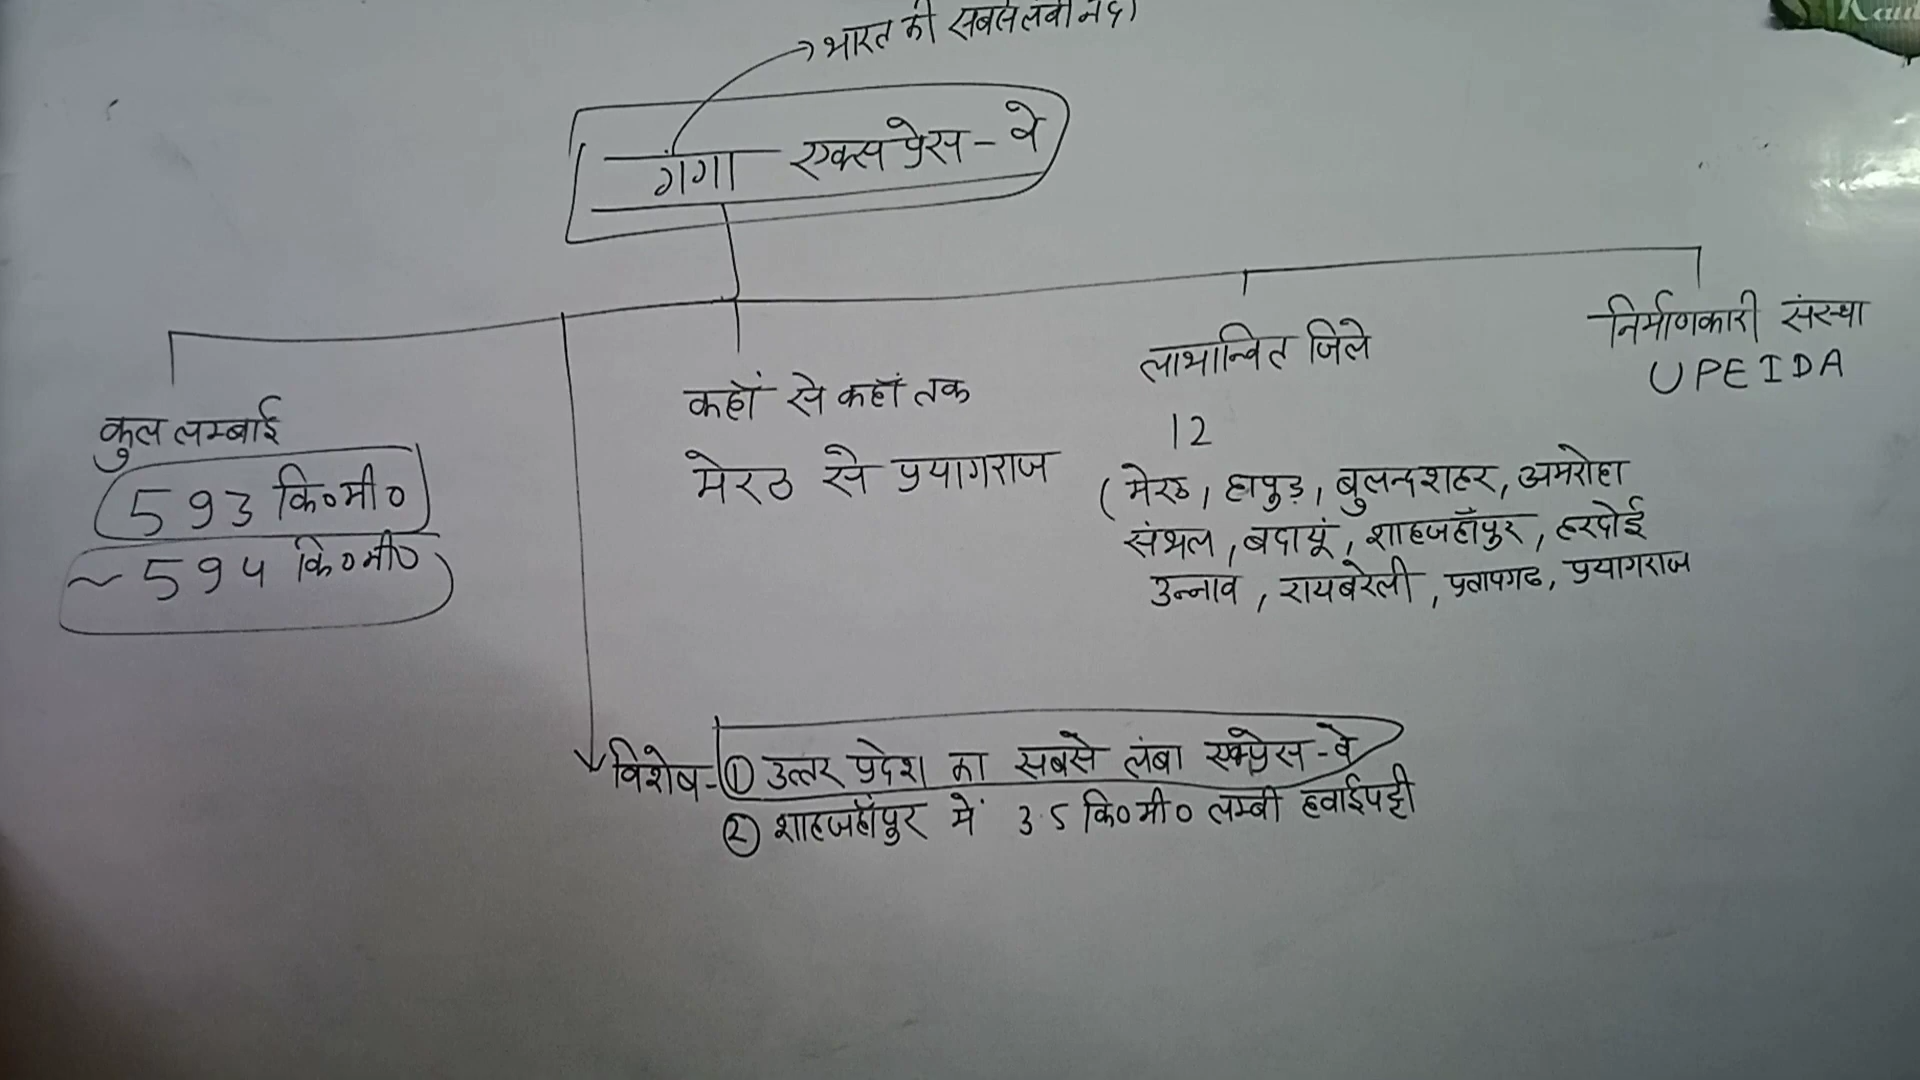 भारत की सबसे लंबी नदी
गंगा एक्सप्रेस-वे
कुल लम्बाई
593 कि०मी०
~594 कि०मी०
कहाँ से कहाँ तक
मेरठ से प्रयागराज
लाभान्वित जिले
12
(मेरठ, हापुड़, बुलन्दशहर, अमरोहा
संभल, बदायूं, शाहजहाँपुर, हरदोई
उन्नाव, रायबरेली, प्रतापगढ, प्रयागराज
निर्माणकारी संस्था
UPEIDA
विशेष- ① उत्तर प्रदेश का सबसे लंबा एक्प्रेस-वे
② शाहजहाँपुर में 3.5 कि०मी० लम्बी हवाईपट्टी